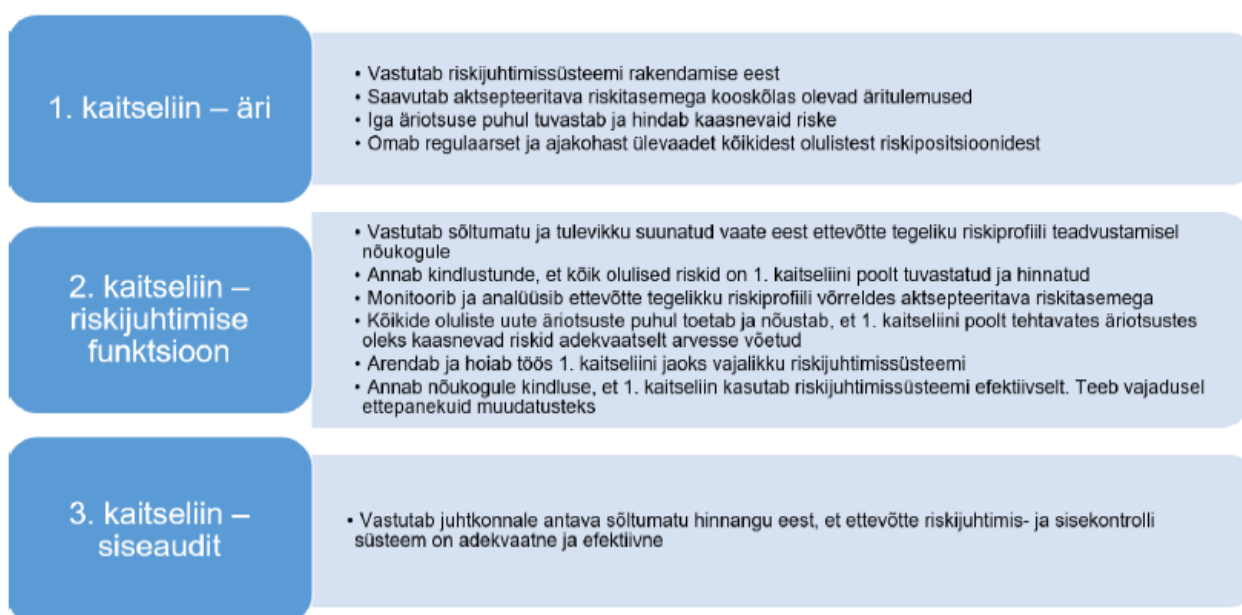 1. kaitseliin – äri
• Vastutab riskijuhtimissüsteemi rakendamise eest
• Saavutab aktsepteeritava riskitasemega kooskõlas olevad äritulemused
• Iga äriotsuse puhul tuvastab ja hindab kaasnevaid riske
• Omab regulaarset ja ajakohast ülevaadet kõikidest olulistest riskipositsioonidest
2. kaitseliin –
riskijuhtimise
funktsioon
• Vastutab sõltumatu ja tulevikku suunatud vaate eest ettevõtte tegeliku riskiprofiili teadvustamisel
nõukogule
• Annab kindlustunde, et kõik olulised riskid on 1. kaitseliini poolt tuvastatud ja hinnatud
• Monitoorib ja analüüsib ettevõtte tegelikku riskiprofiili võrreldes aktsepteeritava riskitasemega
• Kõikide oluliste uute äriotsuste puhul toetab ja nõustab, et 1. kaitseliini poolt tehtavates äriotsustes
oleks kaasnevad riskid adekvaatselt arvesse võetud
• Arendab ja hoiab töös 1. kaitseliini jaoks vajalikku riskijuhtimissüsteemi
• Annab nõukogule kindluse, et 1. kaitseliin kasutab riskijuhtimissüsteemi efektiivselt. Teeb vajadusel
ettepanekuid muudatusteks
3. kaitseliin –
siseaudit
• Vastutab juhtkonnale antava sõltumatu hinnangu eest, et ettevõtte riskijuhtimis- ja sisekontrolli
süsteem on adekvaatne ja efektiivne